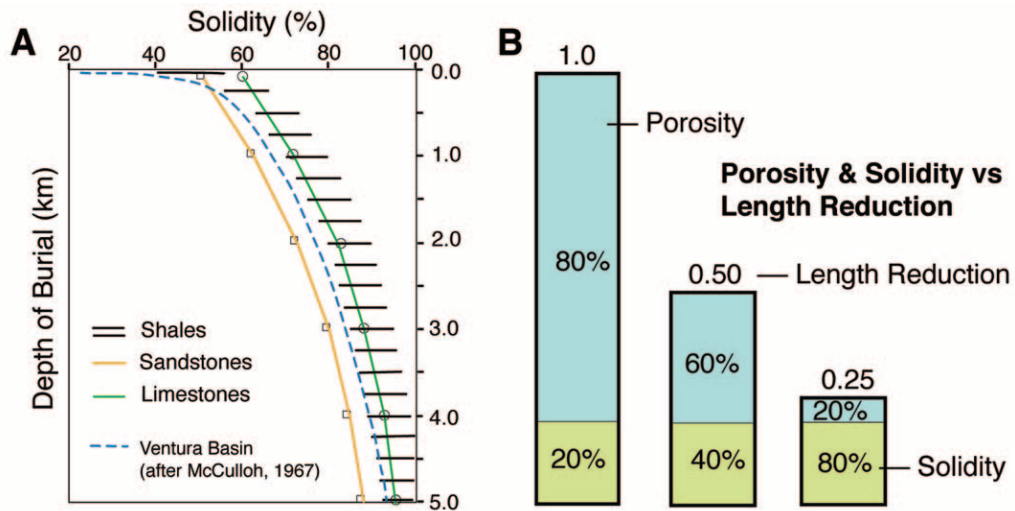 A
Solidity (%)
20 40 60 80 100
0.0
1.0
2.0
3.0
4.0
5.0
Depth of Burial (km)
Shales
Sandstones
Limestones
Ventura Basin
(after McCulloh, 1967)
B
1.0
Porosity
Porosity & Solidity vs
Length Reduction
80%
20%
0.50
Length Reduction
60%
40%
0.25
20%
80%
Solidity